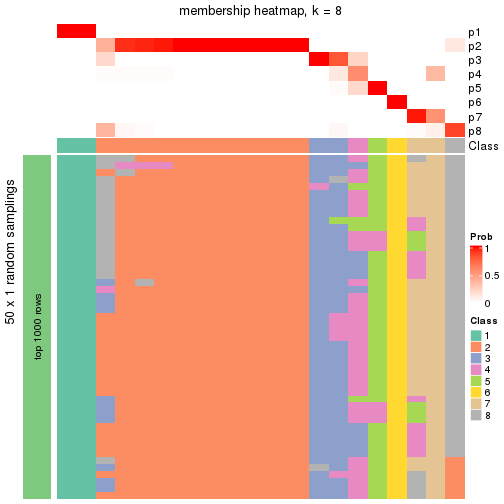 membership heatmap, k = 8
p1
p2
p3
p4
p5
p6
p7
p8
Class
50 x 1 random samplings
top 1000 rows
Prob
1
0.5
0
Class
1
2
3
4
5
6
7
8